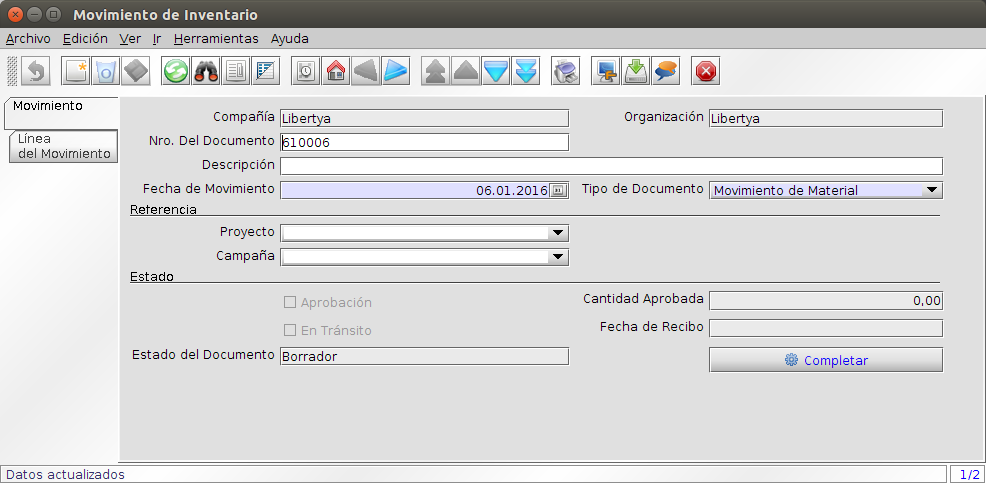 Movimiento de Inventario
Archivo Edición Ver Ir Herramientas Ayuda
Movimiento
Línea
del Movimiento
Compañía Libertya Organización Libertya
Nro. Del Documento 610006
Descripción
Fecha de Movimiento 06.01.2016 Tipo de Documento Movimiento de Material
Referencia
Proyecto
Campaña
Estado
Aprobación Cantidad Aprobada 0,00
En Tránsito Fecha de Recibo
Estado del Documento Borrador Completar
Datos actualizados 1/2